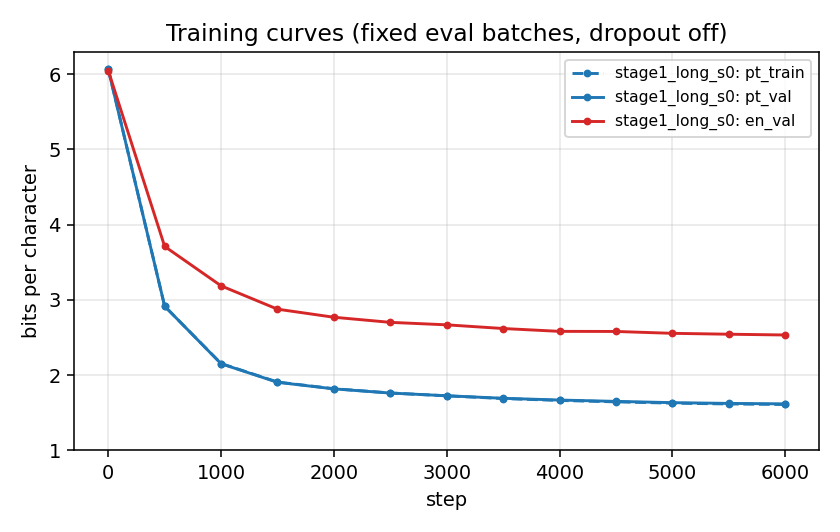 Training curves (fixed eval batches, dropout off)
stage1_long_s0: pt_train
stage1_long_s0: pt_val
stage1_long_s0: en_val
bits per character
6
5
4
3
2
1
0 1000 2000 3000 4000 5000 6000
step